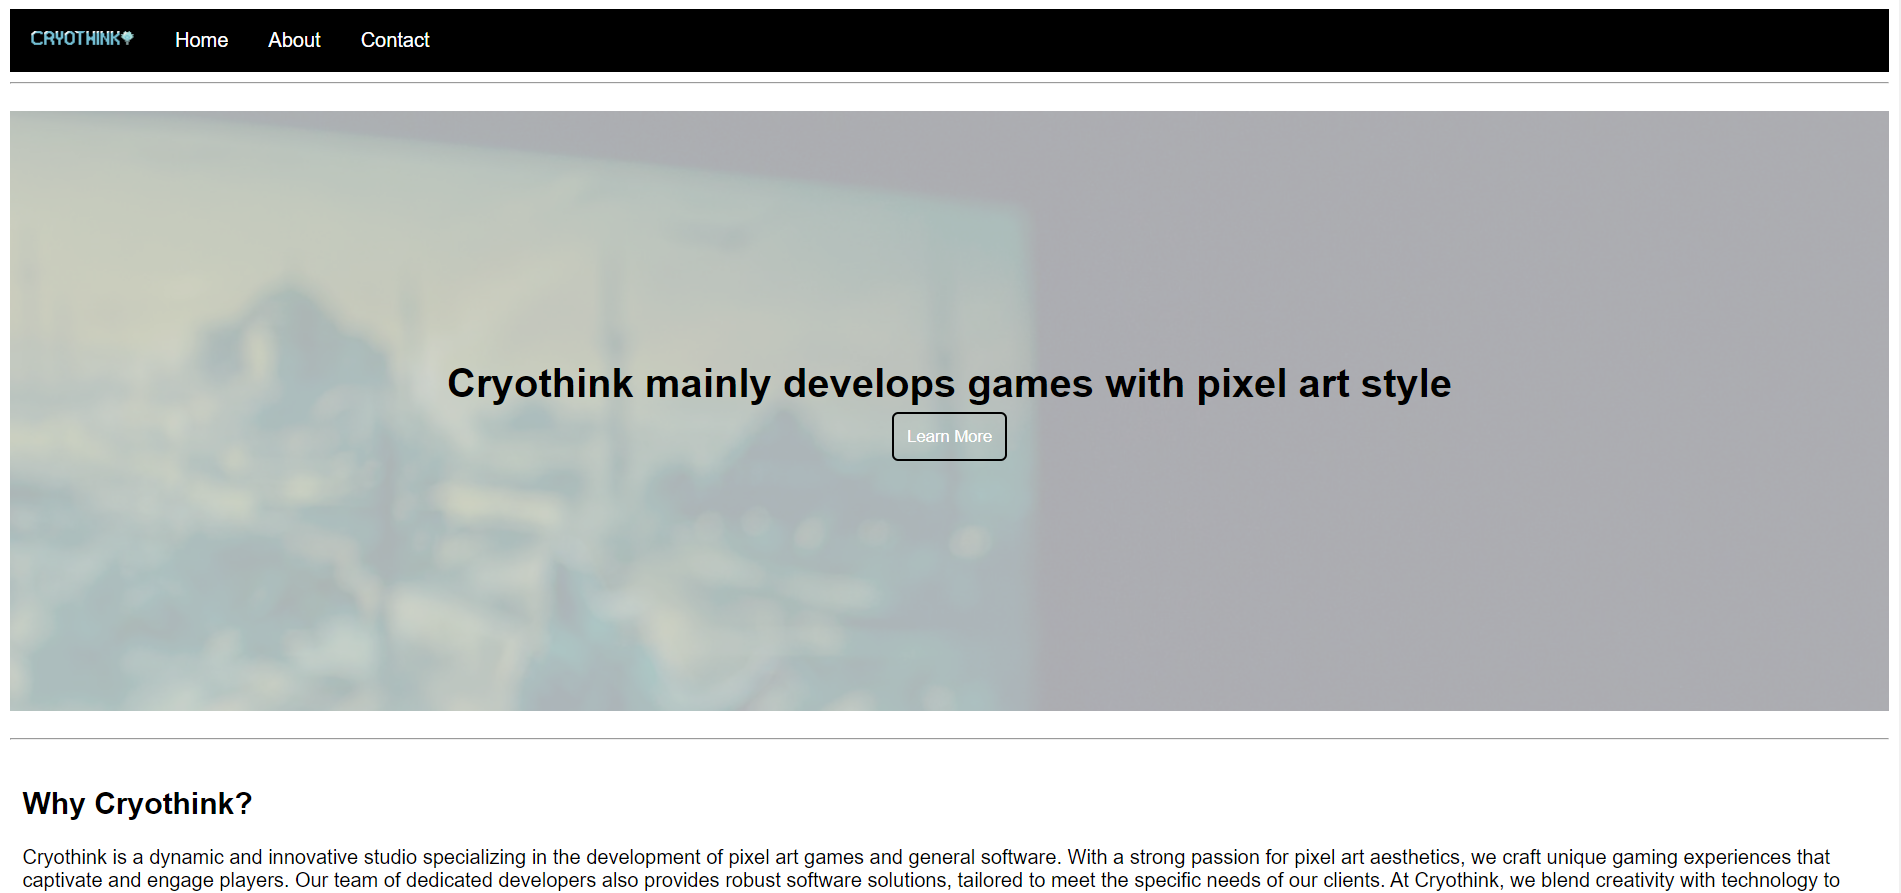 CRYOTHINK
Home
About
Contact
Cryothink mainly develops games with pixel art style
Learn More
Why Cryothink?
Cryothink is a dynamic and innovative studio specializing in the development of pixel art games and general software. With a strong passion for pixel art aesthetics, we craft unique gaming experiences that
captivate and engage players. Our team of dedicated developers also provides robust software solutions, tailored to meet the specific needs of our clients. At Cryothink, we blend creativity with technology to